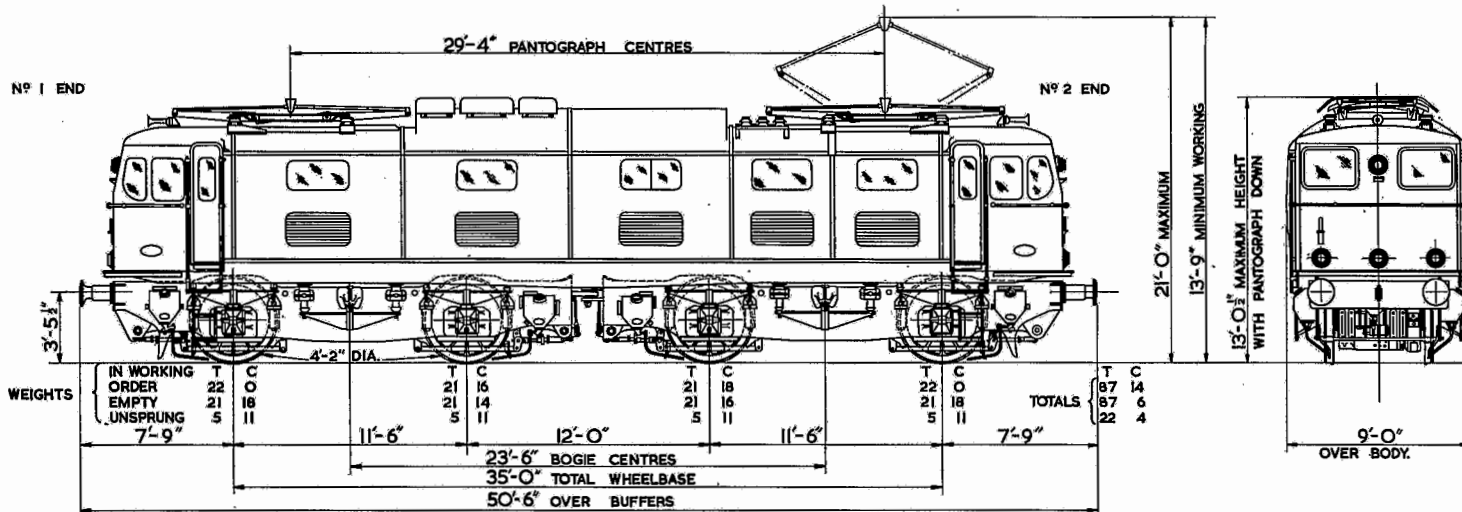 29'-4" PANTOGRAPH CENTRES
Nº 1 END
Nº 2 END
21'-0" MAXIMUM
13'-9" MINIMUM WORKING
13'-0½" MAXIMUM HEIGHT
WITH PANTOGRAPH DOWN
3'-5½"
4'-2" DIA.
WEIGHTS
IN WORKING T C T C T C T C T C
ORDER 22 0 21 16 21 18 22 0 87 14
EMPTY 21 18 21 14 21 16 21 18 TOTALS 87 6
UNSPRUNG 5 11 5 11 5 11 5 11 22 4
7'-9" 11'-6" 12'-0" 11'-6" 7'-9" 9'-0"
OVER BODY.
23'-6" BOGIE CENTRES
35'-0" TOTAL WHEELBASE
50'-6" OVER BUFFERS